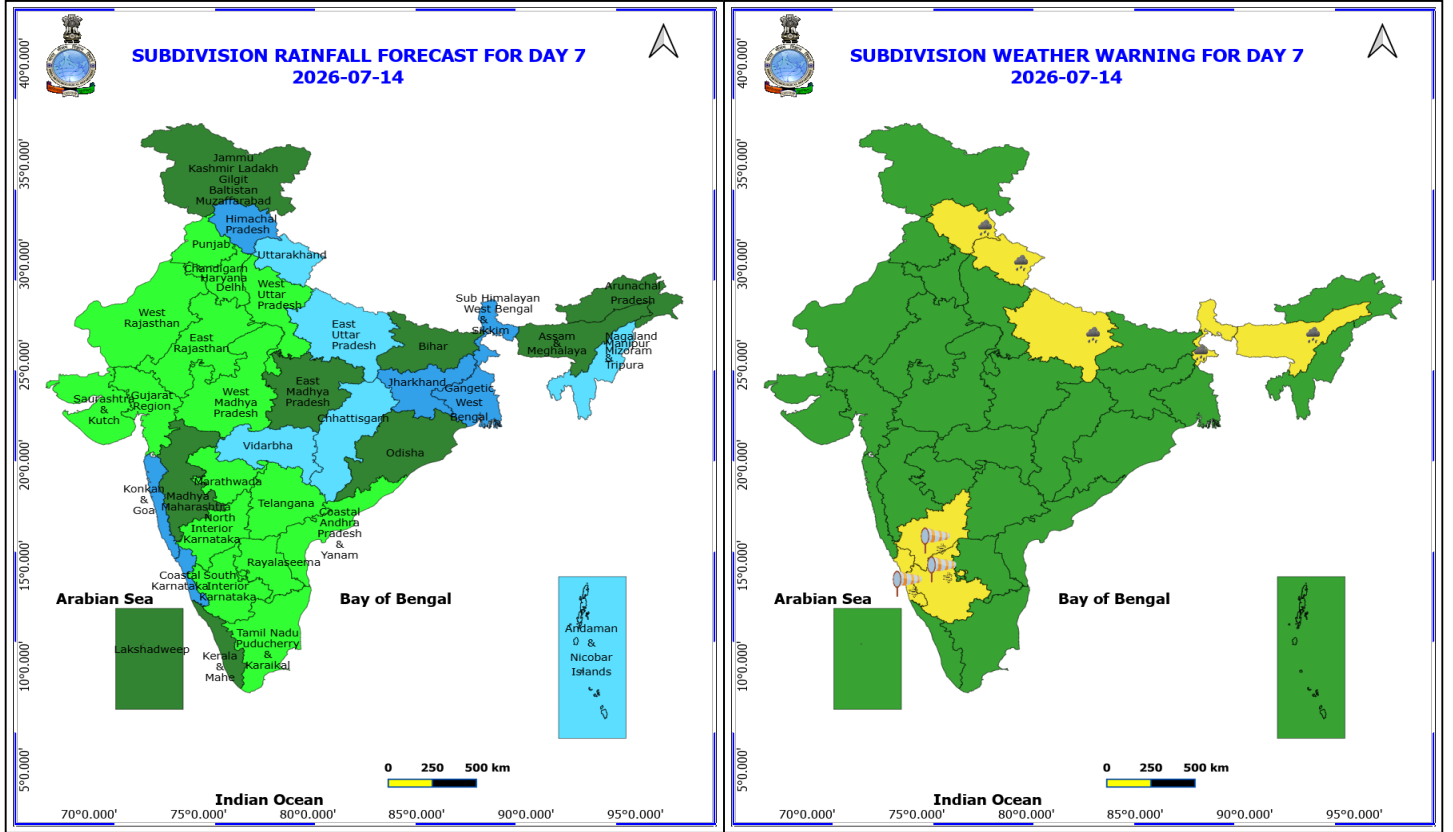 SUBDIVISION RAINFALL FORECAST FOR DAY 7
2026-07-14
40°0.000'
35°0.000'
30°0.000'
25°0.000'
20°0.000'
15°0.000'
10°0.000'
5°0.000'
Jammu
Kashmir Ladakh
Gilgit
Baltistan
Muzaffarabad
Himachal
Pradesh
Punjab
Uttarakhand
Chandigarh
Haryana
Delhi
West
Uttar
Pradesh
West
Rajasthan
East
Rajasthan
East
Uttar
Pradesh
Bihar
Sub Himalayan
West Bengal
&
Sikkim
Arunachal
Pradesh
Assam
&
Meghalaya
Nagaland
Manipur
Mizoram
&
Tripura
Saurashtra
&
Kutch
Gujarat
Region
West
Madhya
Pradesh
East
Madhya
Pradesh
Jharkhand
Gangetic
West
Bengal
Chhattisgarh
Vidarbha
Odisha
Konkan
&
Goa
Madhya
Maharashtra
Marathwada
Telangana
North
Interior
Karnataka
Coastal
Andhra
Pradesh
&
Yanam
Rayalaseema
Coastal
Karnataka
South
Interior
Karnataka
Tamil Nadu
Puducherry
&
Karaikal
Kerala
&
Mahe
Lakshadweep
Andaman
&
Nicobar
Islands
Arabian Sea
Bay of Bengal
0 250 500 km
Indian Ocean
70°0.000' 75°0.000' 80°0.000' 85°0.000' 90°0.000' 95°0.000'
SUBDIVISION WEATHER WARNING FOR DAY 7
2026-07-14
40°0.000'
35°0.000'
30°0.000'
25°0.000'
20°0.000'
15°0.000'
10°0.000'
5°0.000'
Arabian Sea
Bay of Bengal
0 250 500 km
Indian Ocean
70°0.000' 75°0.000' 80°0.000' 85°0.000' 90°0.000' 95°0.000'